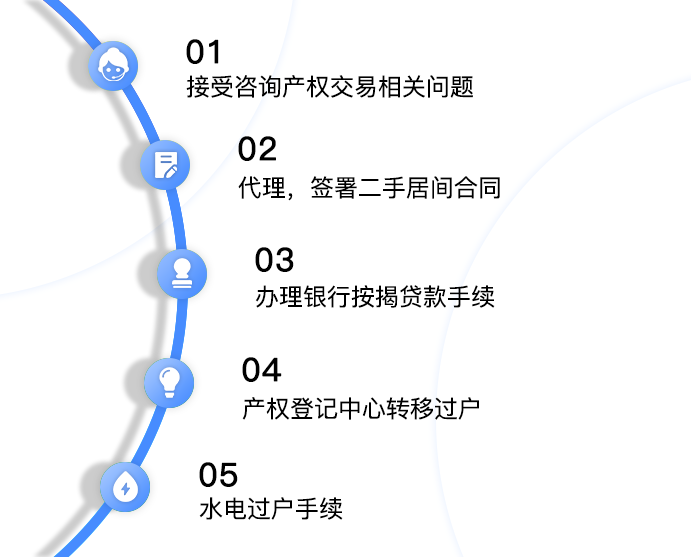 01
接受咨询产权交易相关问题
02
代理，签署二手居间合同
03
办理银行按揭贷款手续
04
产权登记中心转移过户
05
水电过户手续